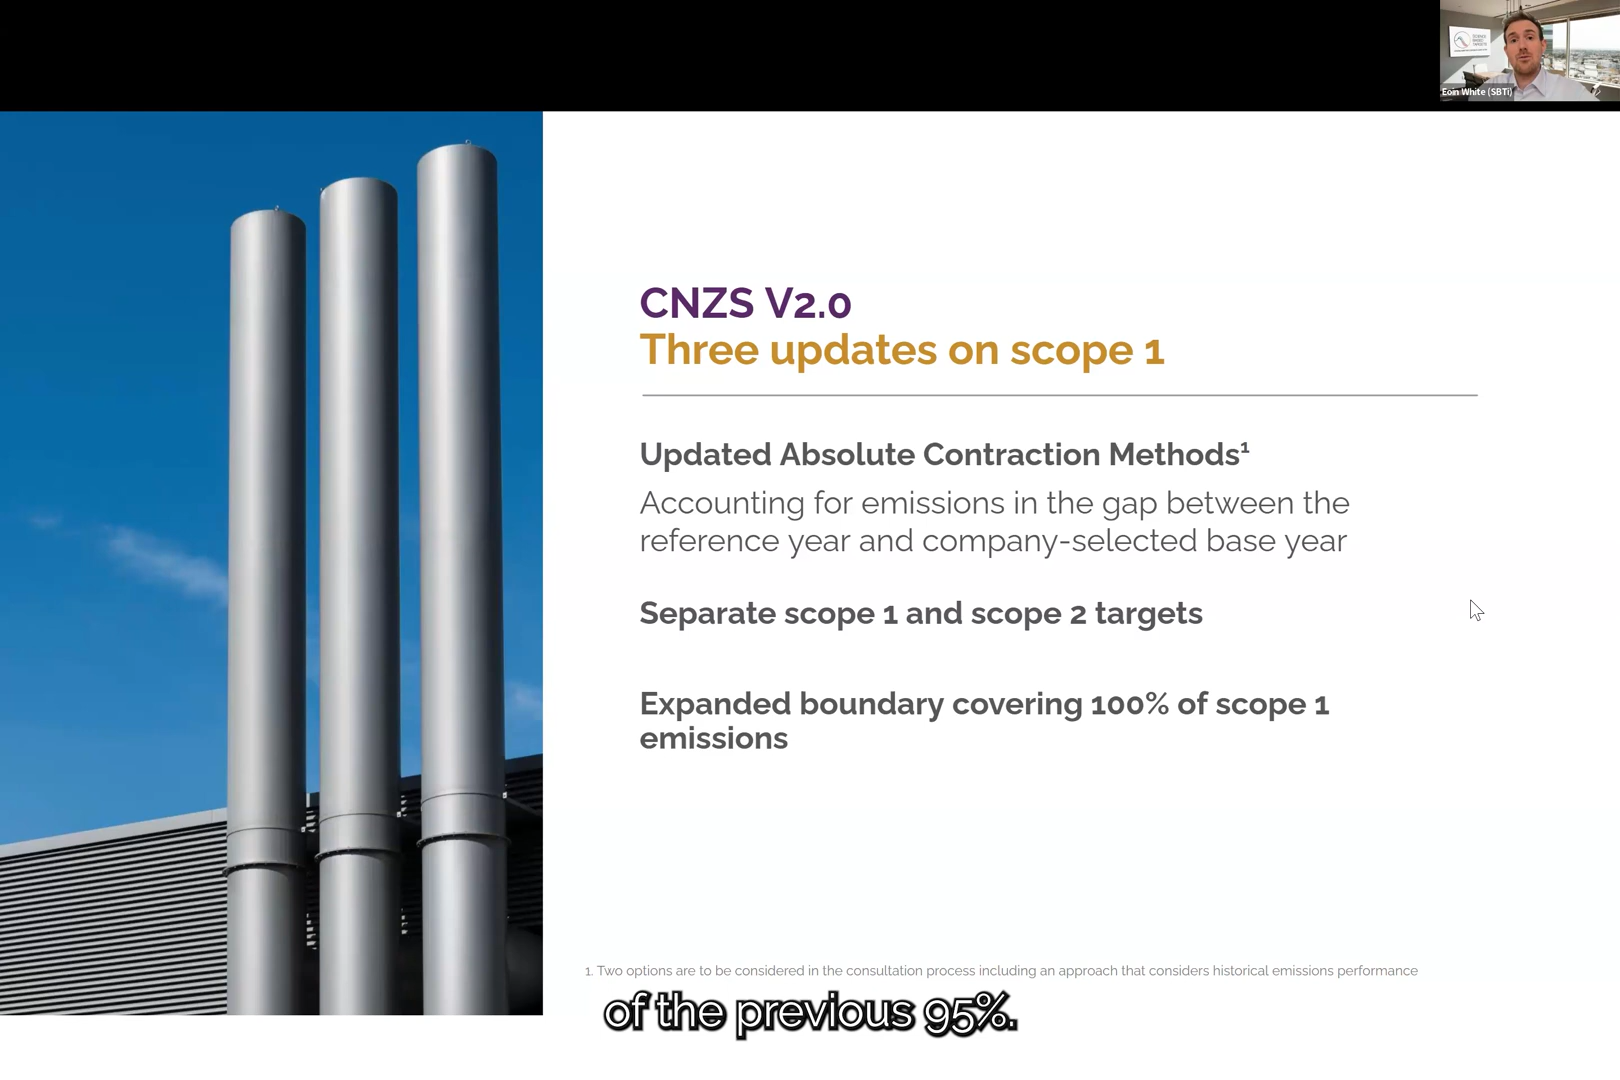 SCIENCE
BASED
TARGETS
Eoin White (SBTi)
CNZS V2.0
Three updates on scope 1
Updated Absolute Contraction Methods¹
Accounting for emissions in the gap between the
reference year and company-selected base year
Separate scope 1 and scope 2 targets
Expanded boundary covering 100% of scope 1
emissions
1. Two options are to be considered in the consultation process including an approach that considers historical emissions performance
of the previous 95%.